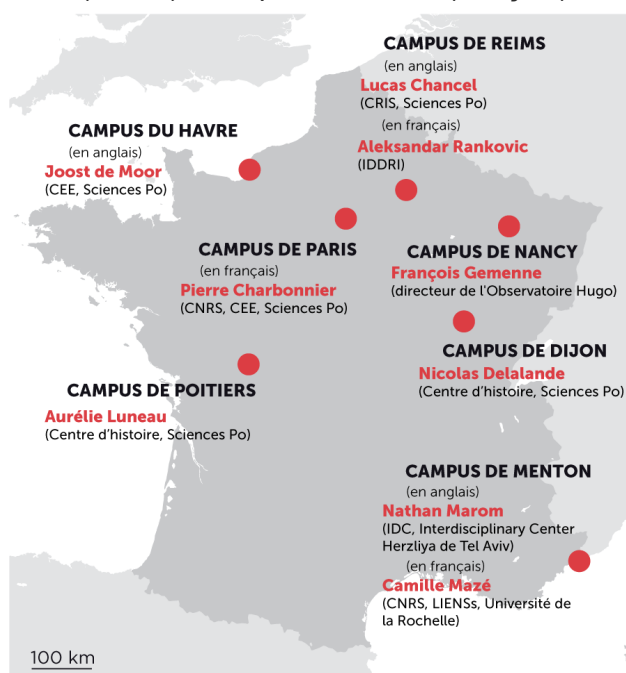 CAMPUS DE REIMS
(en anglais)
Lucas Chancel
(CRIS, Sciences Po)
(en français)
Aleksandar Rankovic
(IDDRI)
CAMPUS DU HAVRE
(en anglais)
Joost de Moor
(CEE, Sciences Po)
CAMPUS DE PARIS
(en français)
Pierre Charbonnier
(CNRS, CEE, Sciences Po)
CAMPUS DE NANCY
François Gemenne
(directeur de l'Observatoire Hugo)
CAMPUS DE DIJON
Nicolas Delalande
(Centre d'histoire, Sciences Po)
CAMPUS DE POITIERS
Aurélie Luneau
(Centre d'histoire, Sciences Po)
CAMPUS DE MENTON
(en anglais)
Nathan Marom
(IDC, Interdisciplinary Center
Herzliya de Tel Aviv)
(en français)
Camille Mazé
(CNRS, LIENSs, Université de
la Rochelle)
100 km